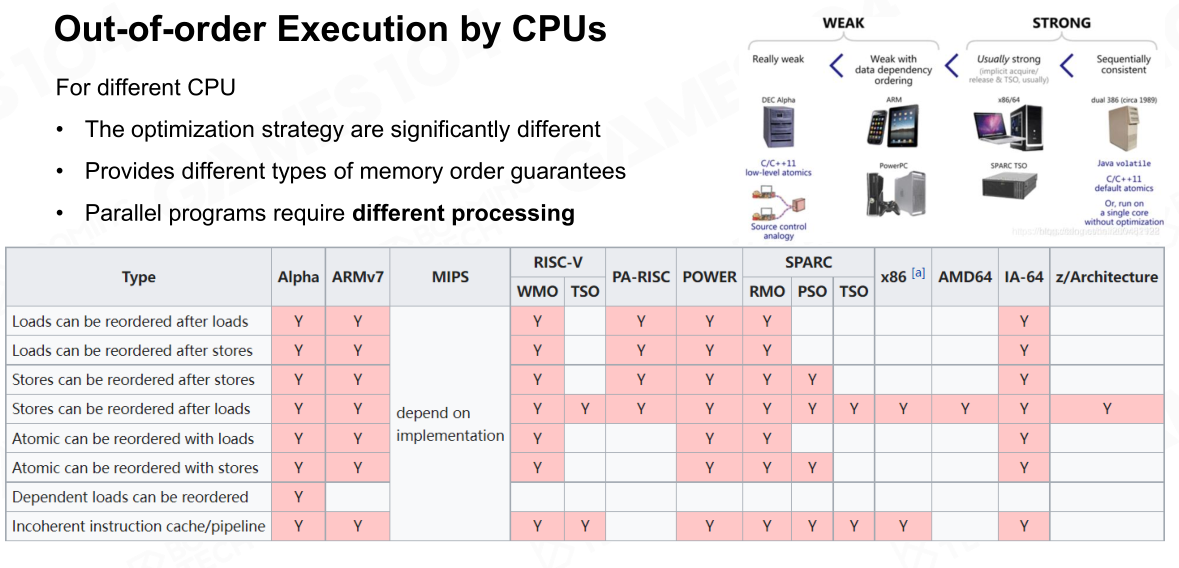 Out-of-order Execution by CPUs
For different CPU
• The optimization strategy are significantly different
• Provides different types of memory order guarantees
• Parallel programs require different processing
WEAK
STRONG
Really weak
Weak with
data dependency
ordering
Usually strong
(implicit acquire/
release & TSO, usually)
Sequentially
consistent
DEC Alpha
ARM
x86/64
dual 386 (circa 1989)
C/C++11
low-level atomics
PowerPC
SPARC TSO
Java volatile
C/C++11
default atomics
Or, run on
a single core
without optimization
Source control
analogy
Type Alpha ARMv7 MIPS RISC-V PA-RISC POWER SPARC x86 [a] AMD64 IA-64 z/Architecture
WMO TSO RMO PSO TSO
Loads can be reordered after loads Y Y Y Y Y Y Y
Loads can be reordered after stores Y Y Y Y Y Y Y
Stores can be reordered after stores Y Y Y Y Y Y Y Y
Stores can be reordered after loads Y Y Y Y Y Y Y Y Y Y Y Y Y
depend on
implementation
Atomic can be reordered with loads Y Y Y Y Y Y
Atomic can be reordered with stores Y Y Y Y Y Y Y
Dependent loads can be reordered Y
Incoherent instruction cache/pipeline Y Y Y Y Y Y Y Y Y Y